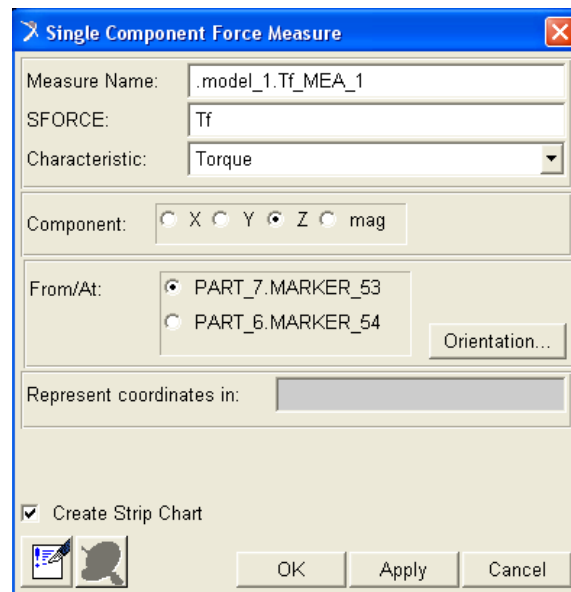 Single Component Force Measure
Measure Name: .model_1.Tf_MEA_1
SFORCE: Tf
Characteristic: Torque
Component: X Y Z mag
From/At: PART_7.MARKER_53
PART_6.MARKER_54
Orientation...
Represent coordinates in:
Create Strip Chart
OK Apply Cancel